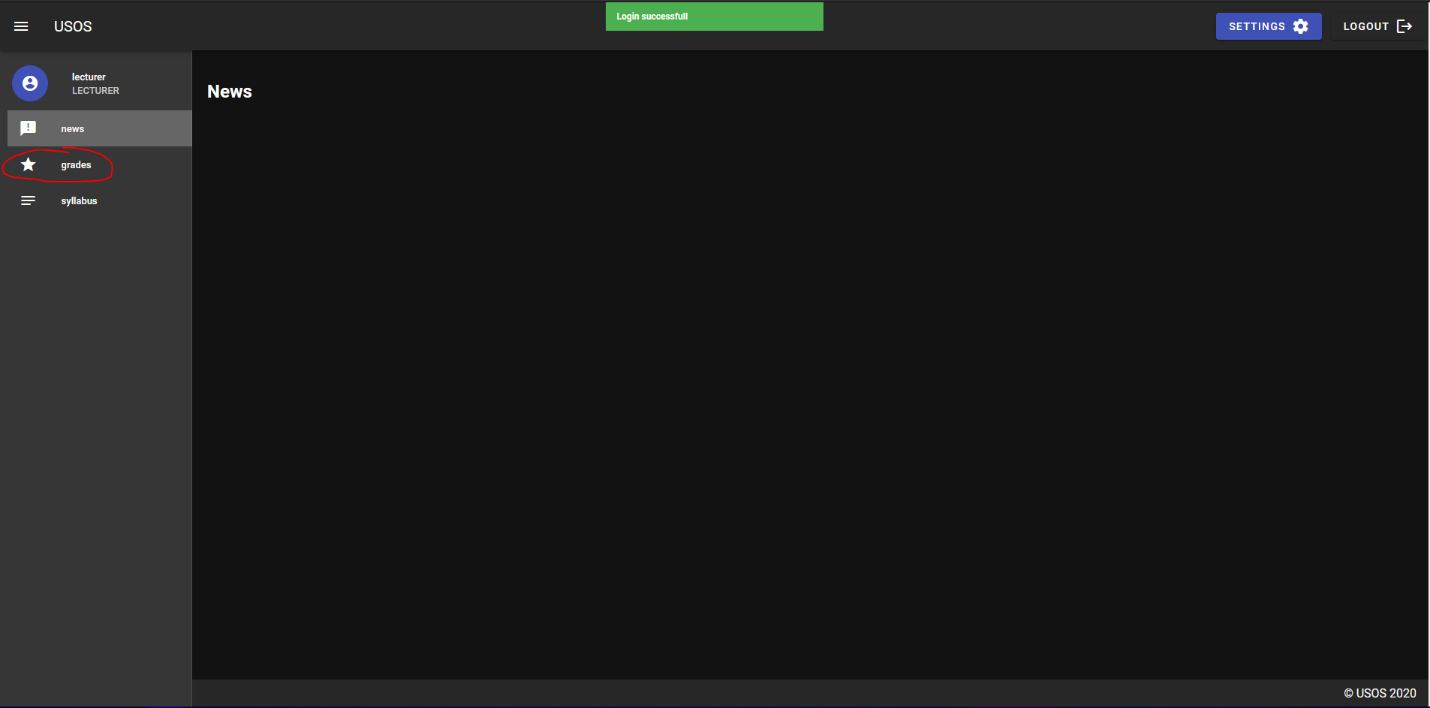 USOS
Login successfull
SETTINGS
LOGOUT
lecturer
LECTURER
news
grades
syllabus
News
© USOS 2020